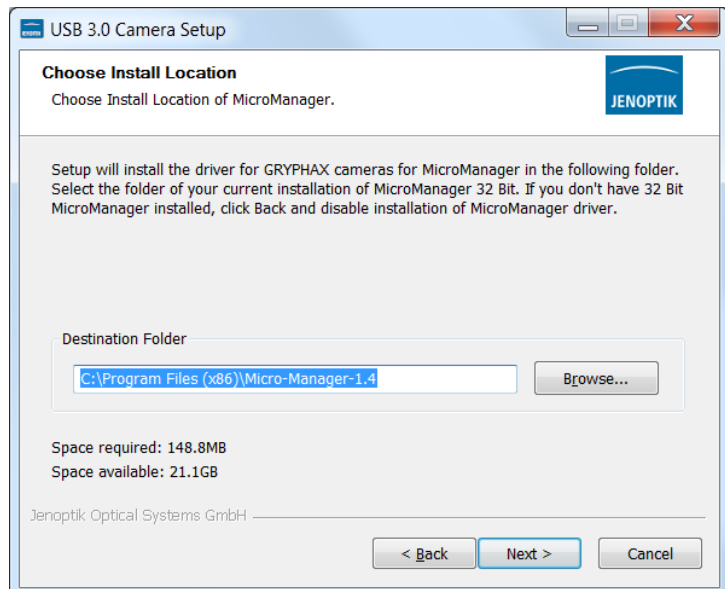 USB 3.0 Camera Setup
Choose Install Location
Choose Install Location of MicroManager.
JENOPTIK
Setup will install the driver for GRYPHAX cameras for MicroManager in the following folder.
Select the folder of your current installation of MicroManager 32 Bit. If you don't have 32 Bit
MicroManager installed, click Back and disable installation of MicroManager driver.
Destination Folder
C:\Program Files (x86)\Micro-Manager-1.4
Browse...
Space required: 148.8MB
Space available: 21.1GB
Jenoptik Optical Systems GmbH
< Back
Next >
Cancel